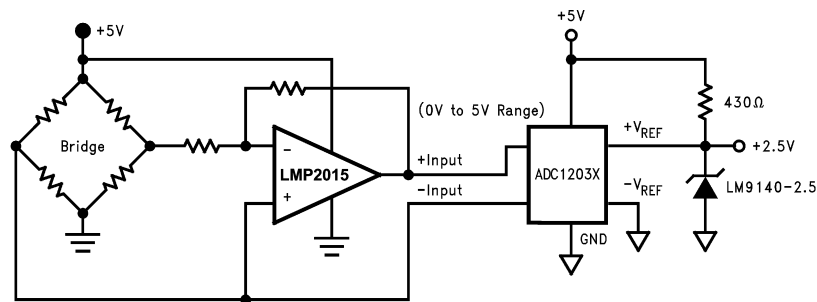 +5V
+5V
Bridge
(0V to 5V Range)
430Ω
−
LMP2015
+
+Input
−Input
ADC1203X
GND
+VREF
+2.5V
−VREF
LM9140-2.5